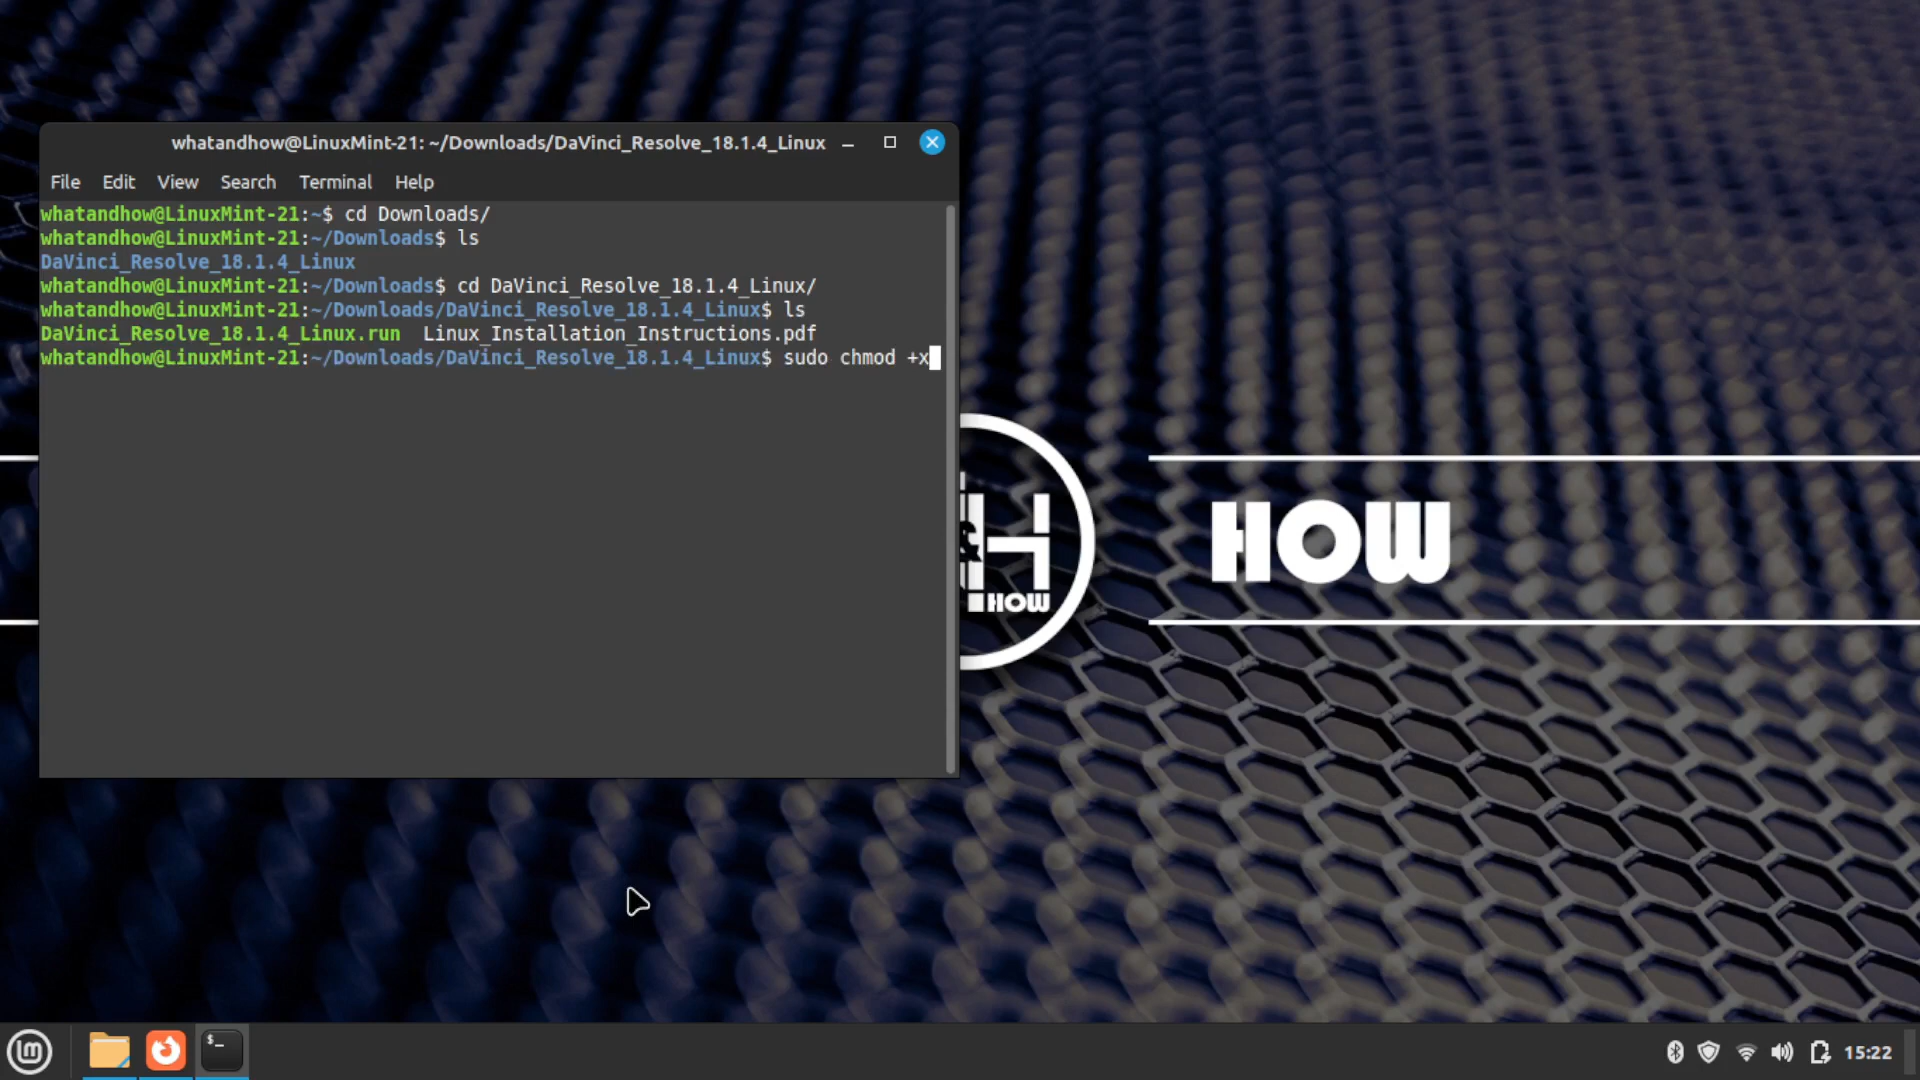 whatandhow@LinuxMint-21: ~/Downloads/DaVinci_Resolve_18.1.4_Linux
File Edit View Search Terminal Help
whatandhow@LinuxMint-21:~$ cd Downloads/
whatandhow@LinuxMint-21:~/Downloads$ ls
DaVinci_Resolve_18.1.4_Linux
whatandhow@LinuxMint-21:~/Downloads$ cd DaVinci_Resolve_18.1.4_Linux/
whatandhow@LinuxMint-21:~/Downloads/DaVinci_Resolve_18.1.4_Linux$ ls
DaVinci_Resolve_18.1.4_Linux.run  Linux_Installation_Instructions.pdf
whatandhow@LinuxMint-21:~/Downloads/DaVinci_Resolve_18.1.4_Linux$ sudo chmod +x
&H
HOW
HOW
$_
15:22